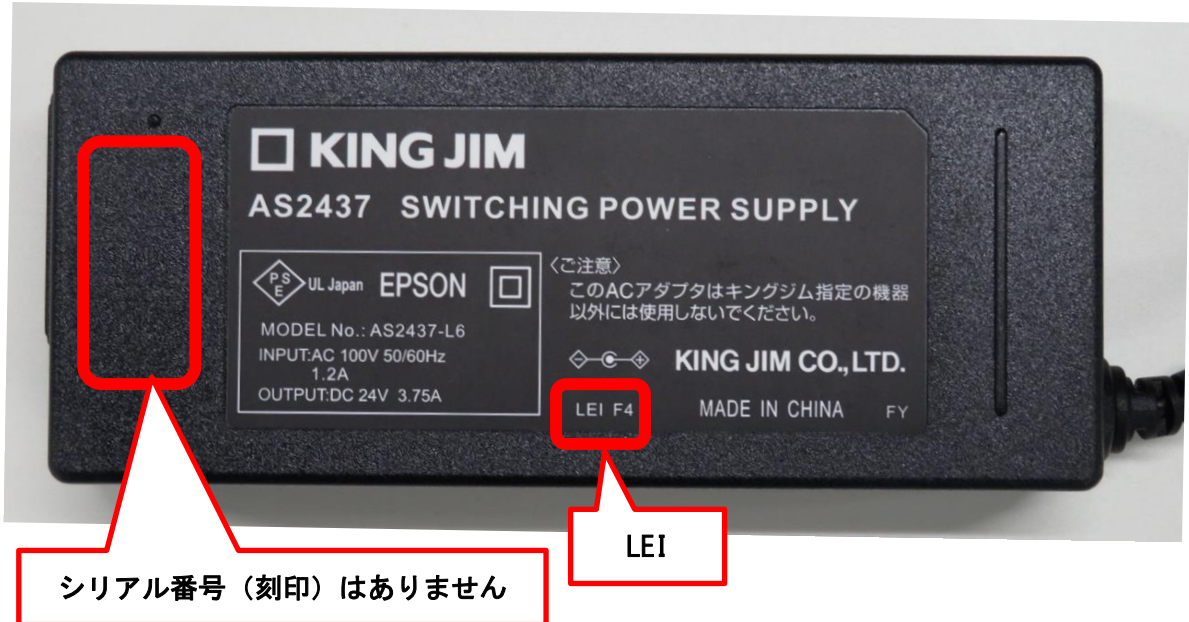 KING JIM
AS2437 SWITCHING POWER SUPPLY
PSE UL Japan EPSON
MODEL No.: AS2437-L6
INPUT:AC 100V 50/60Hz
1.2A
OUTPUT:DC 24V 3.75A
〈ご注意〉
このACアダプタはキングジム指定の機器
以外には使用しないでください。
KING JIM CO.,LTD.
LEI F4 MADE IN CHINA FY
LEI
シリアル番号（刻印）はありません